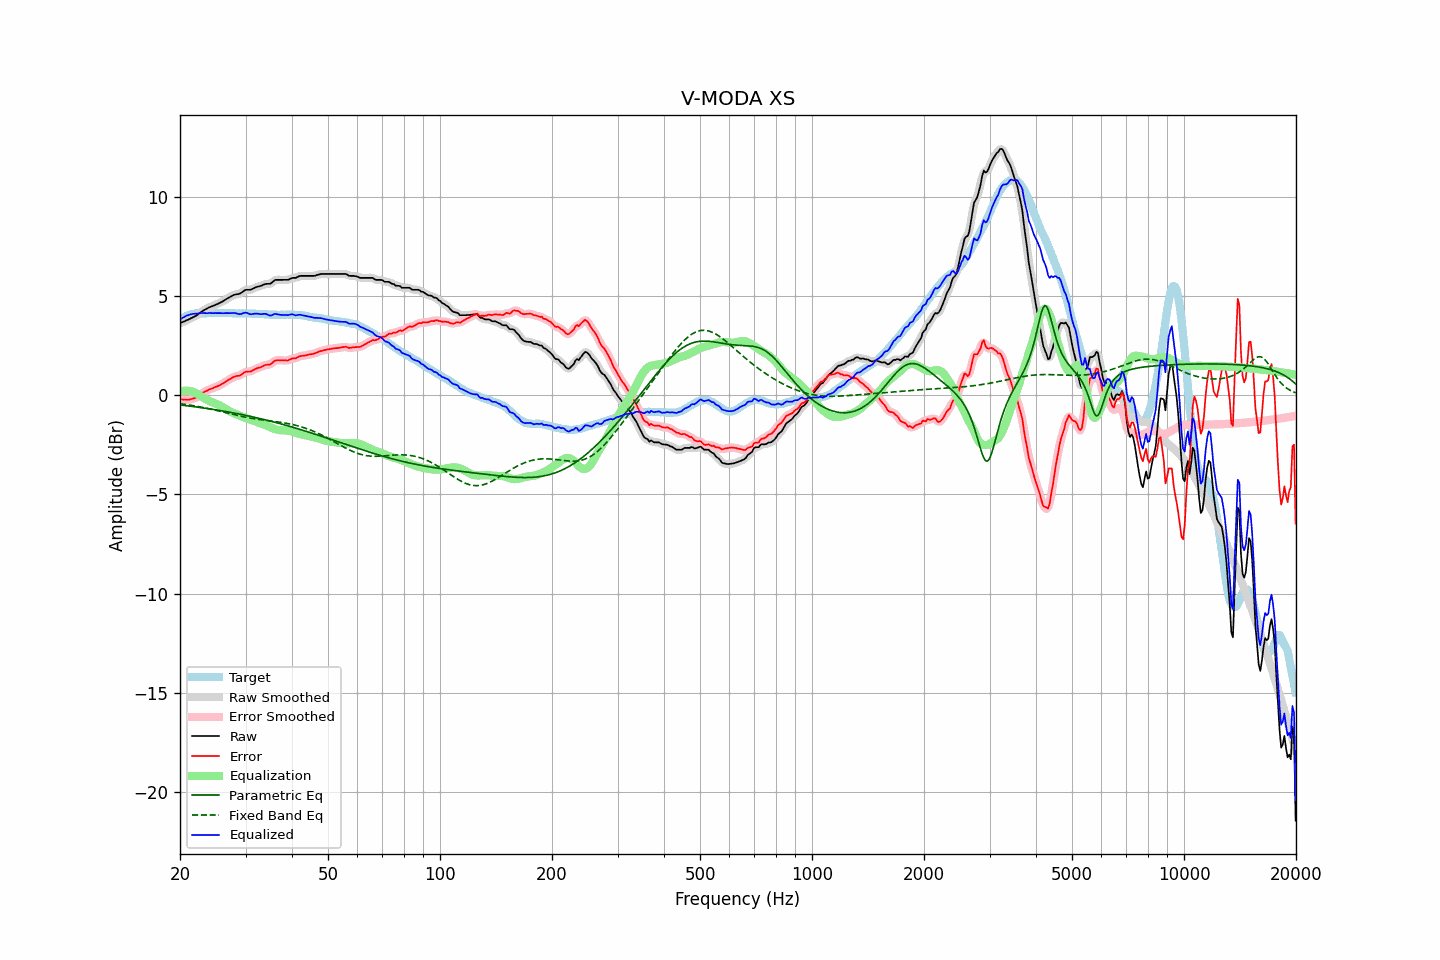 V-MODA XS
Amplitude (dBr)
10
5
0
−5
−10
−15
−20
Target
Raw Smoothed
Error Smoothed
Raw
Error
Equalization
Parametric Eq
Fixed Band Eq
Equalized
20 50 100 200 500 1000 2000 5000 10000 20000
Frequency (Hz)